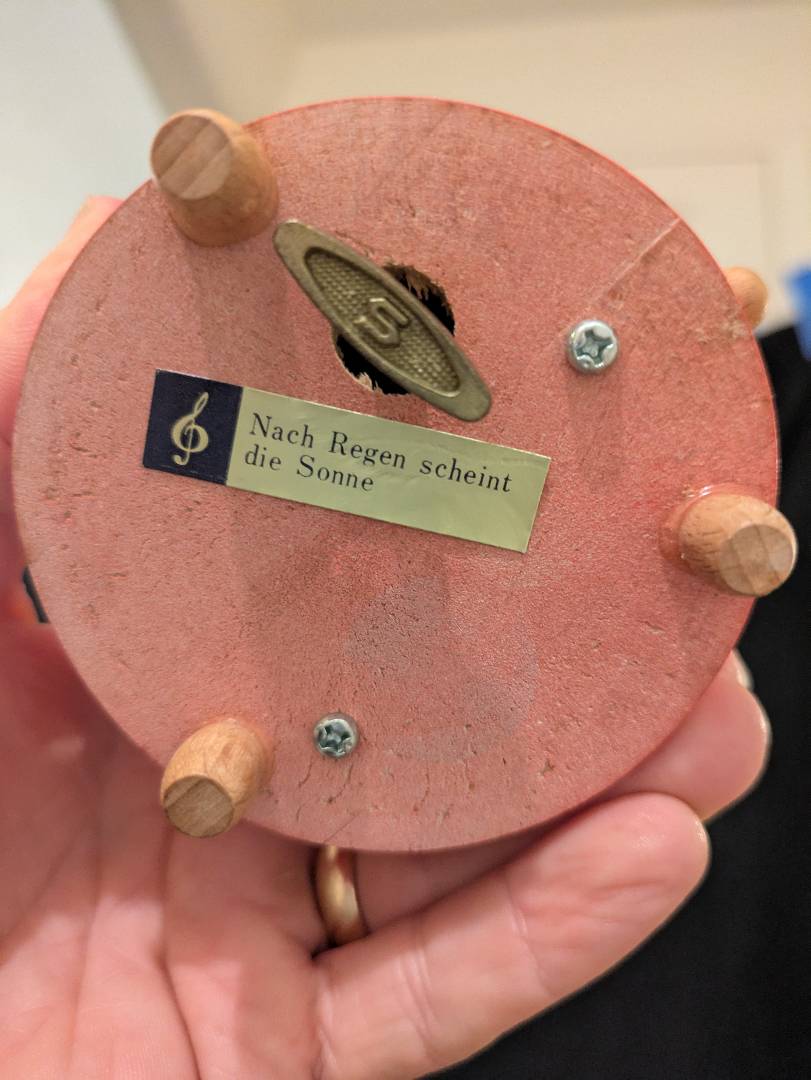 S
Nach Regen scheint
die Sonne